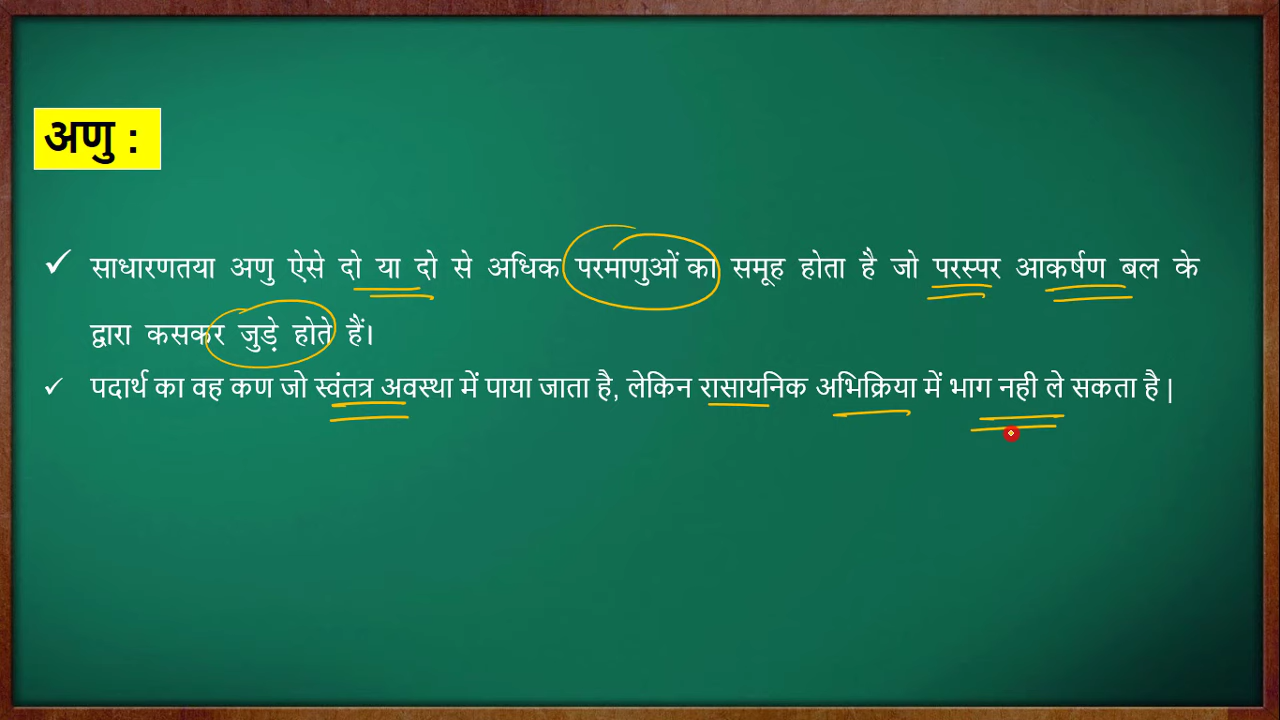 अणु :
साधारणतया अणु ऐसे दो या दो से अधिक परमाणुओं का समूह होता है जो परस्पर आकर्षण बल के
द्वारा कसकर जुड़े होते हैं।
पदार्थ का वह कण जो स्वंतत्र अवस्था में पाया जाता है, लेकिन रासायनिक अभिक्रिया में भाग नही ले सकता है |